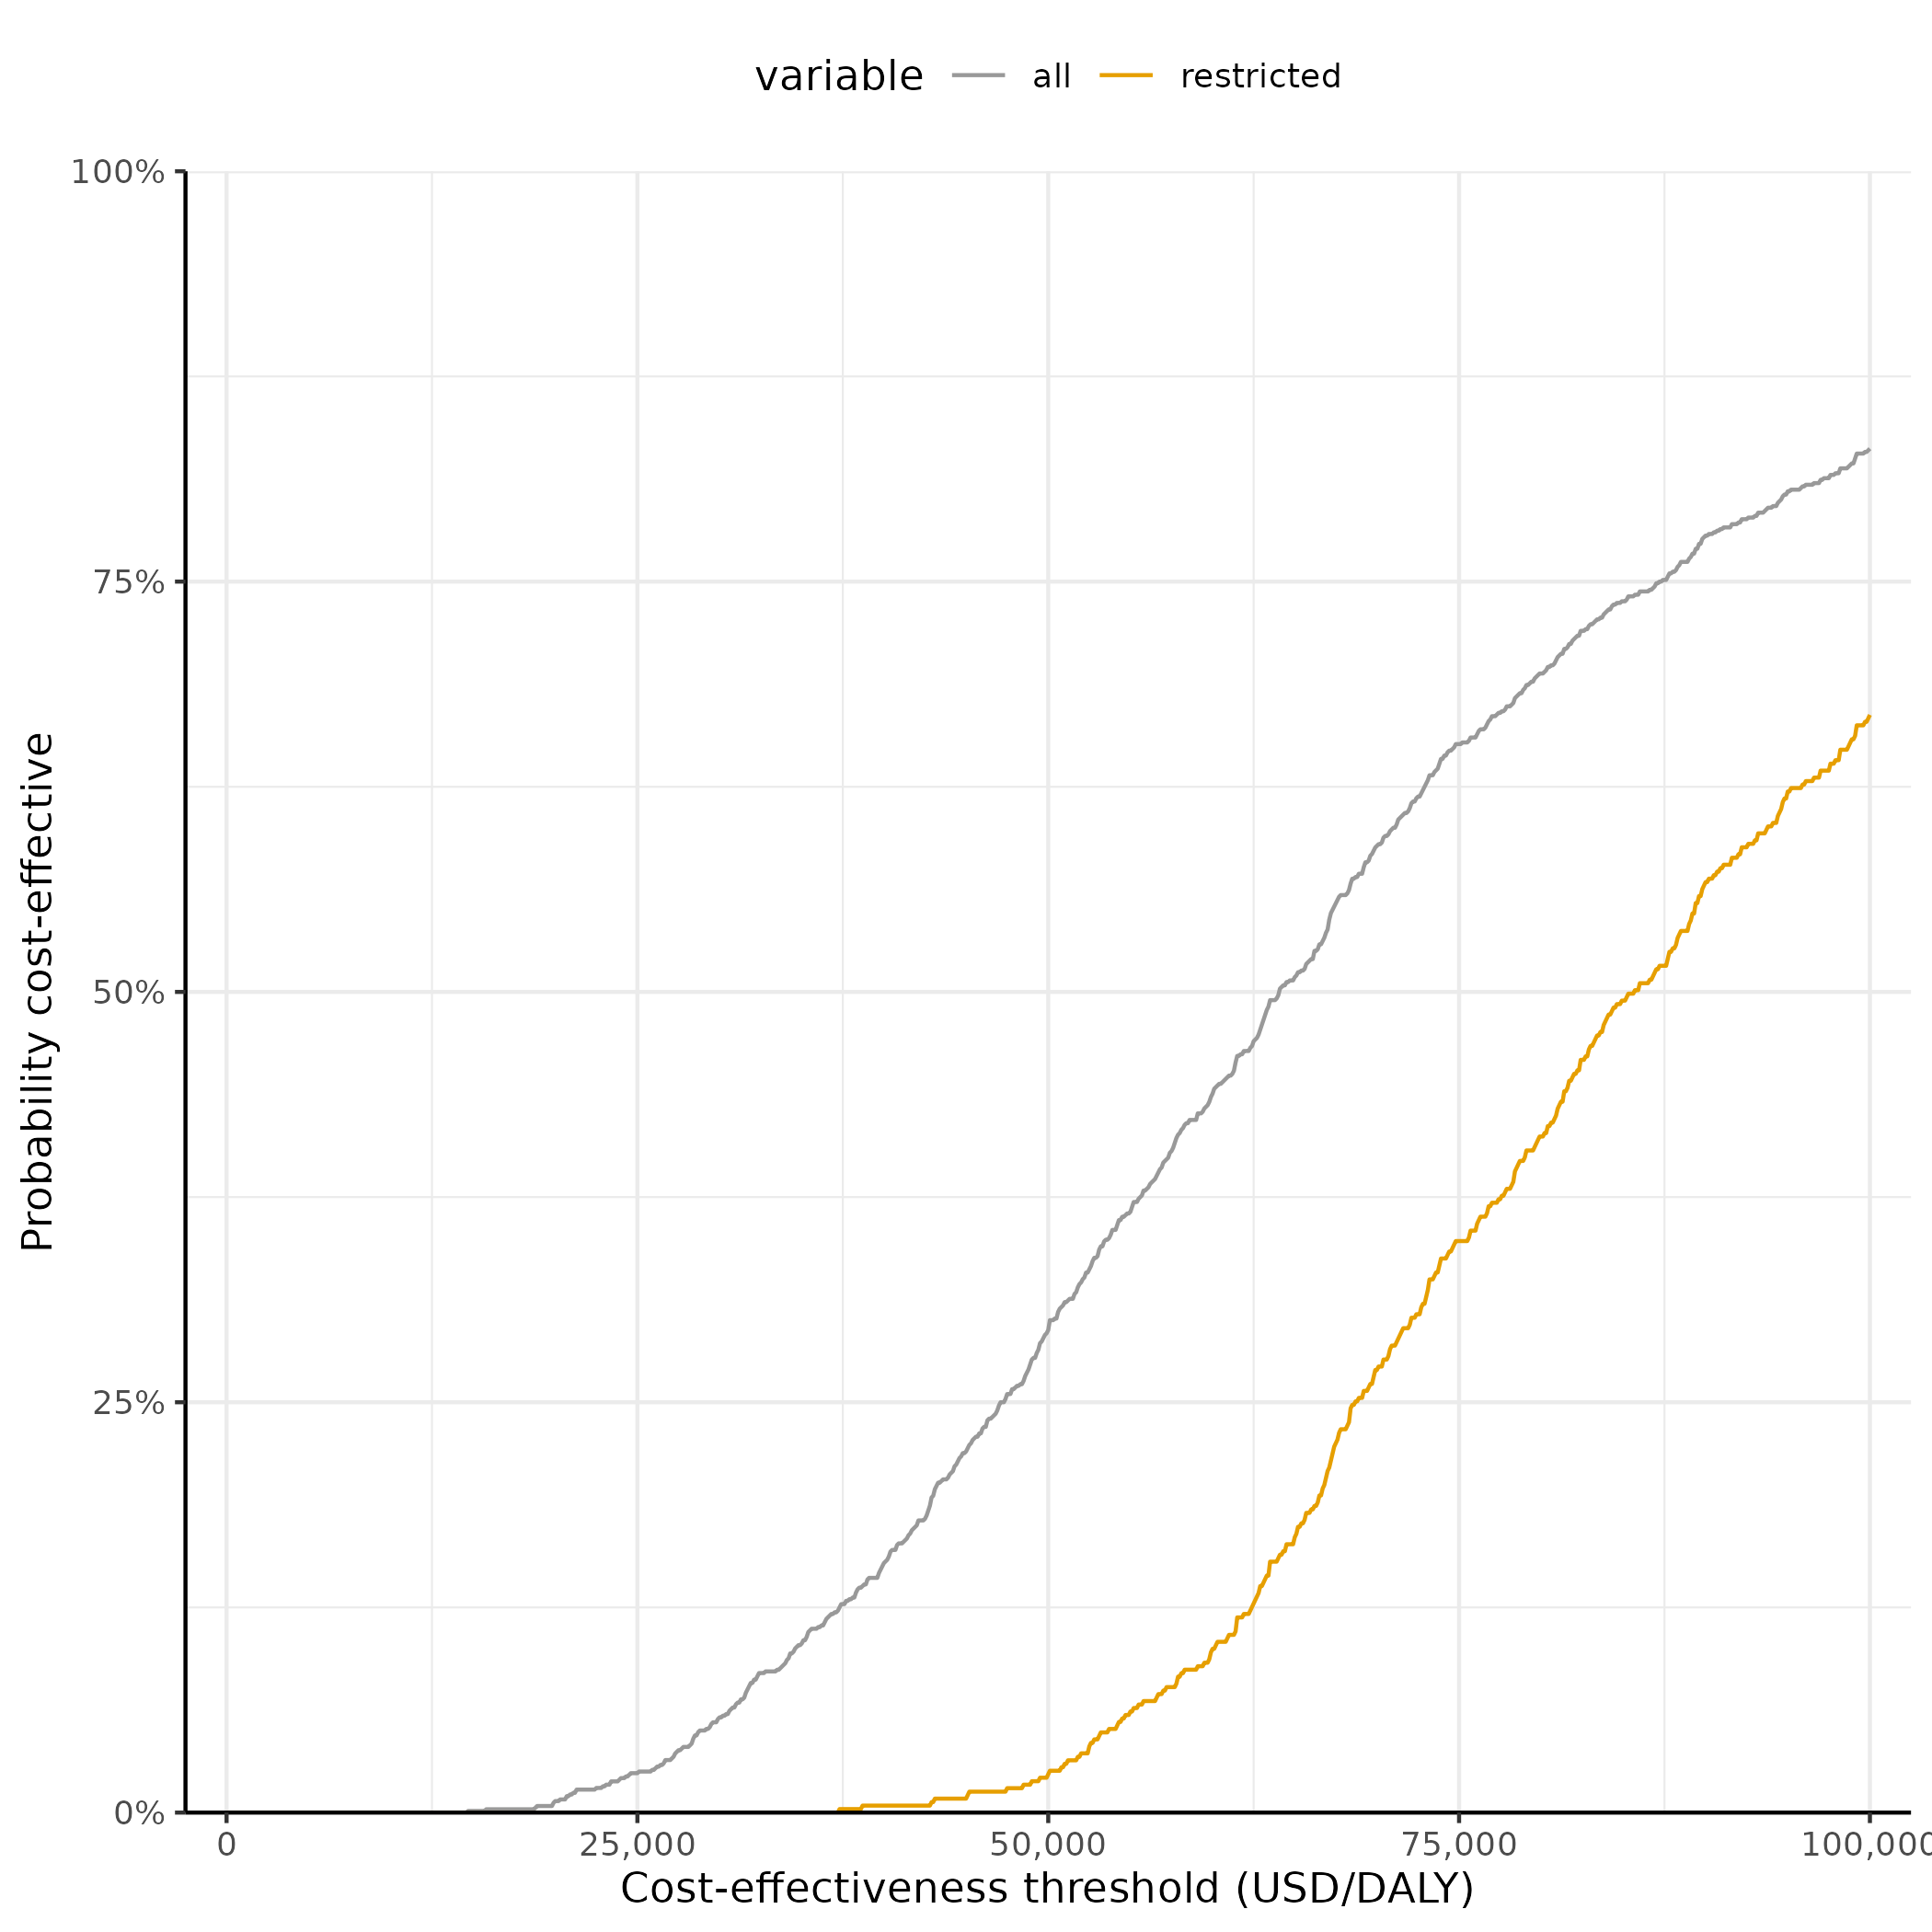 variable all restricted
100%
75%
50%
25%
0%
Probability cost-effective
0 25,000 50,000 75,000 100,000
Cost-effectiveness threshold (USD/DALY)